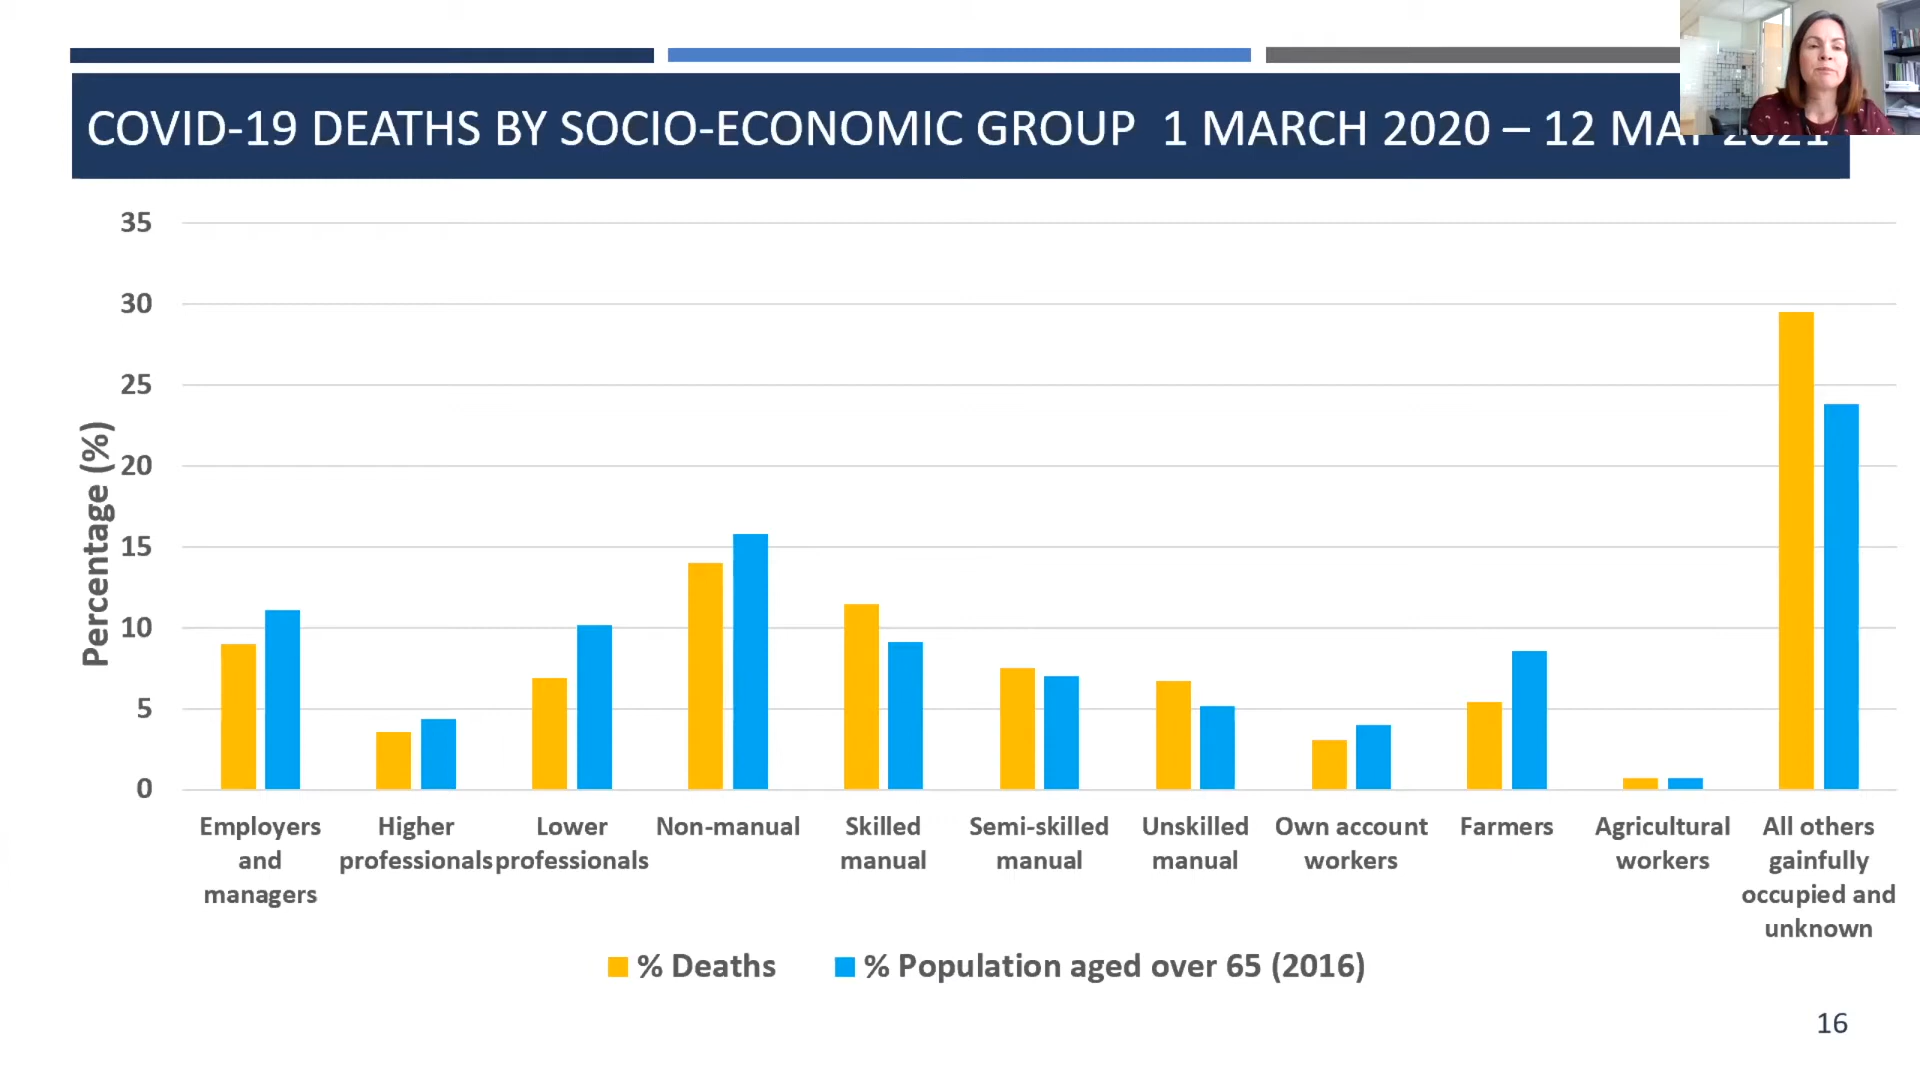 COVID-19 DEATHS BY SOCIO-ECONOMIC GROUP 1 MARCH 2020 – 12 MAY 2021
35
30
25
20
15
10
5
0
Percentage (%)
Employers and managers
Higher professionals
Lower professionals
Non-manual
Skilled manual
Semi-skilled manual
Unskilled manual
Own account workers
Farmers
Agricultural workers
All others gainfully occupied and unknown
% Deaths
% Population aged over 65 (2016)
16